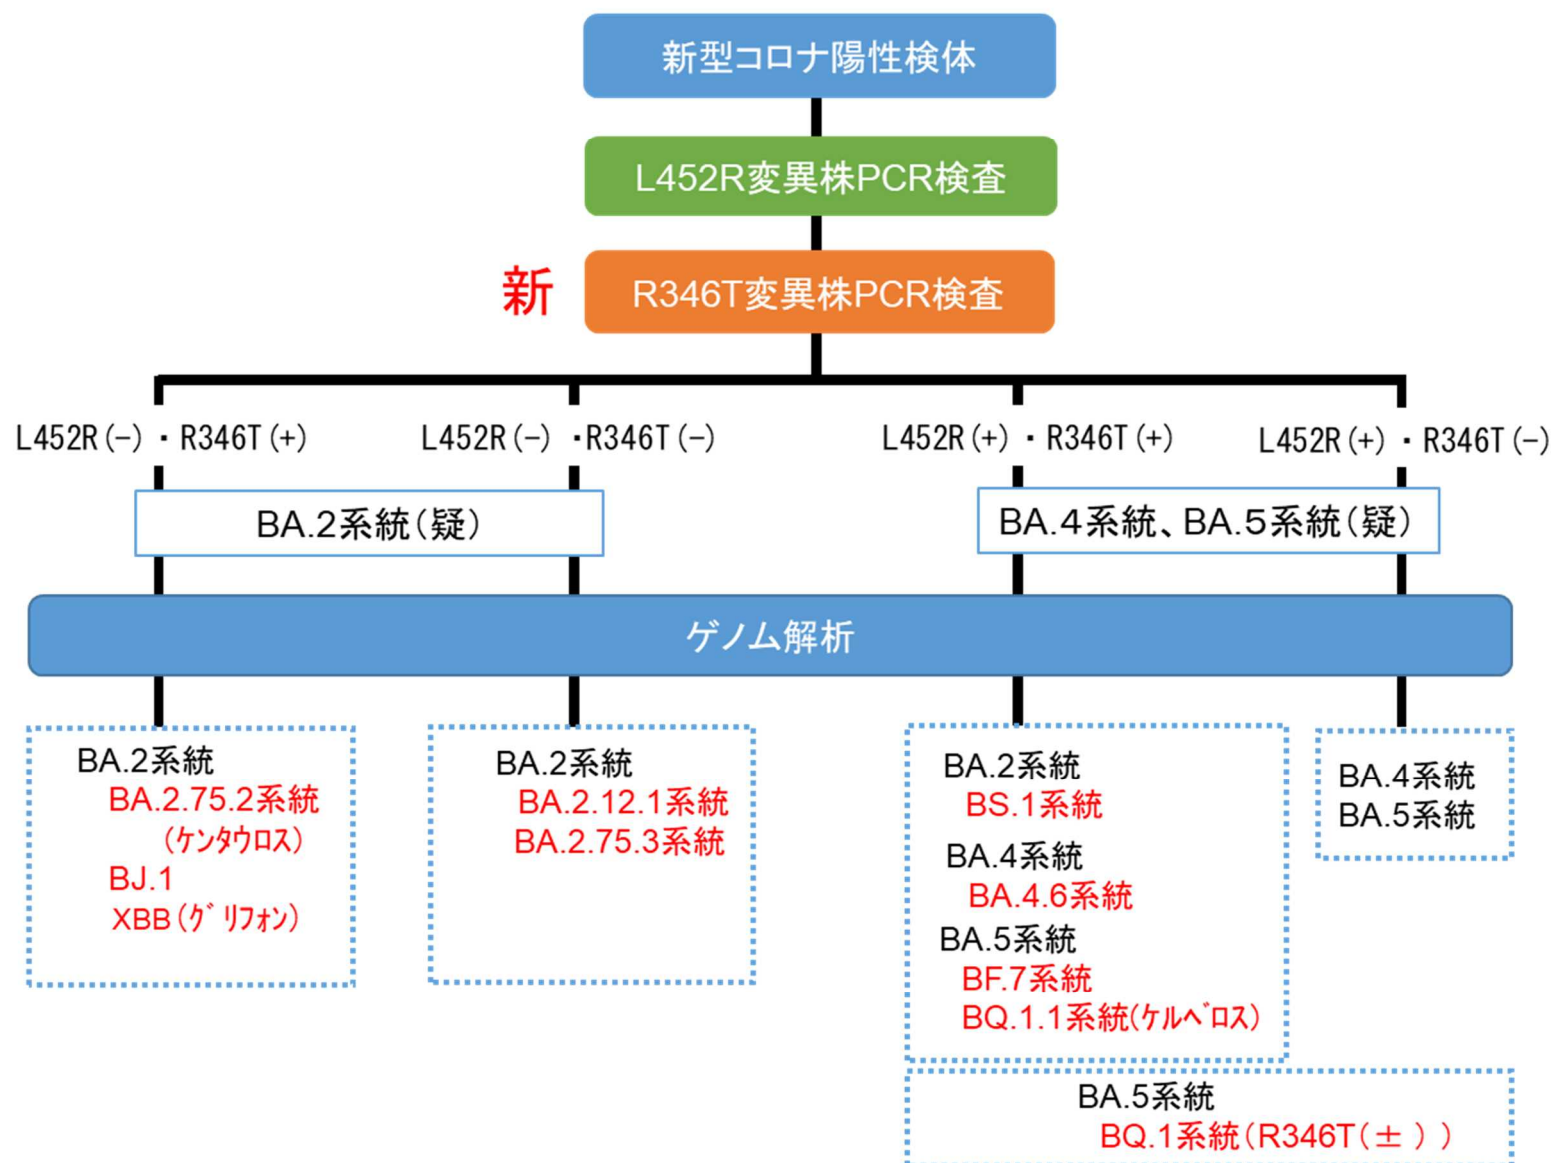 新型コロナ陽性検体
L452R変異株PCR検査
新
R346T変異株PCR検査
L452R(−)・R346T(+)
L452R(−)・R346T(−)
L452R(+)・R346T(+)
L452R(+)・R346T(−)
BA.2系統(疑)
BA.4系統、BA.5系統(疑)
ゲノム解析
BA.2系統
BA.2.75.2系統
(ケンタウロス)
BJ.1
XBB(グリフォン)
BA.2系統
BA.2.12.1系統
BA.2.75.3系統
BA.2系統
BS.1系統
BA.4系統
BA.4.6系統
BA.5系統
BF.7系統
BQ.1.1系統(ケルベロス)
BA.4系統
BA.5系統
BA.5系統
BQ.1系統(R346T(±))